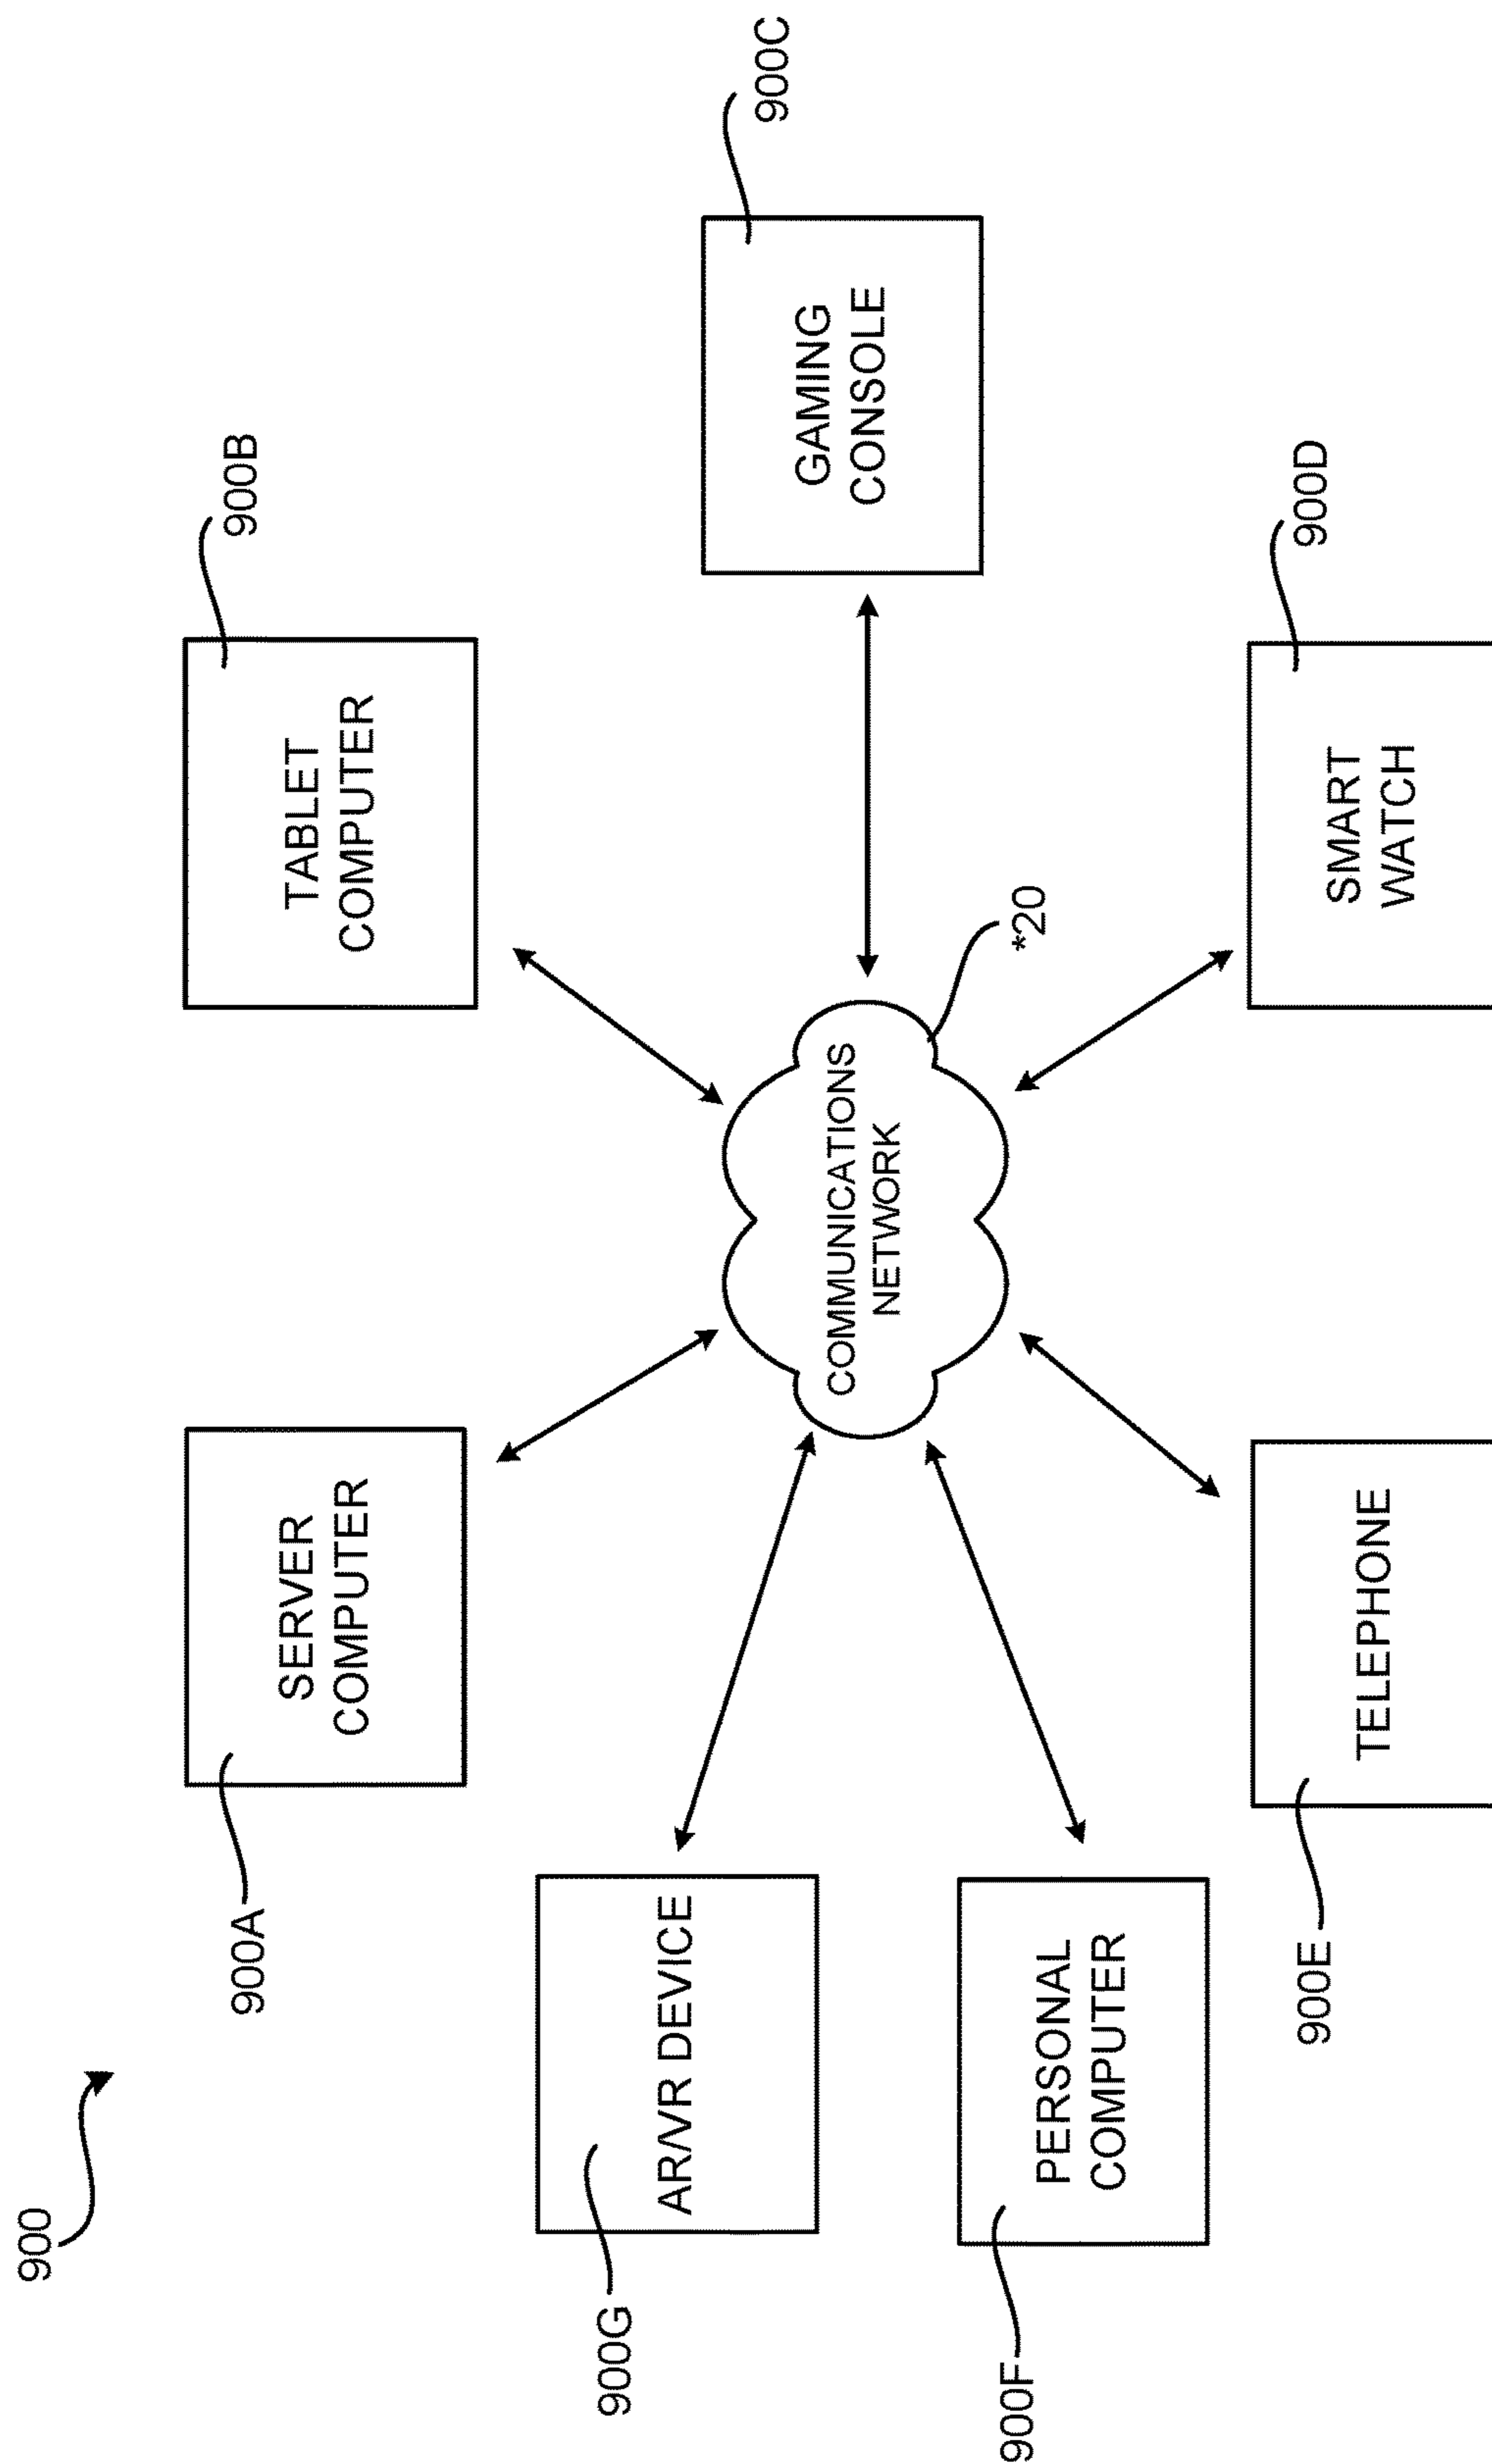 900
900A
SERVER
COMPUTER
900B
TABLET
COMPUTER
900G
AR/VR DEVICE
COMMUNICATIONS
NETWORK
*20
900C
GAMING
CONSOLE
900F
PERSONAL
COMPUTER
900E
TELEPHONE
900D
SMART
WATCH